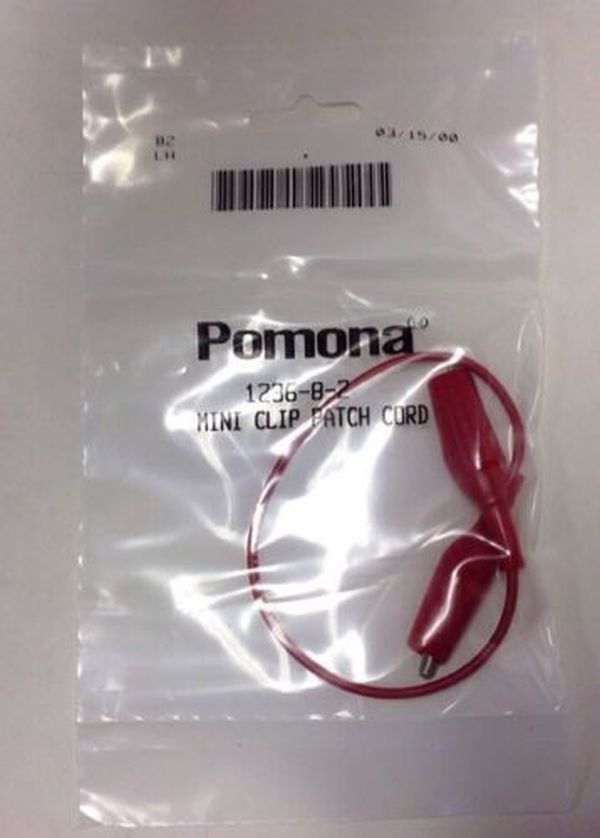 B2
LH
03/15/00
Pomona
1236-8-2
MINI CLIP PATCH CORD